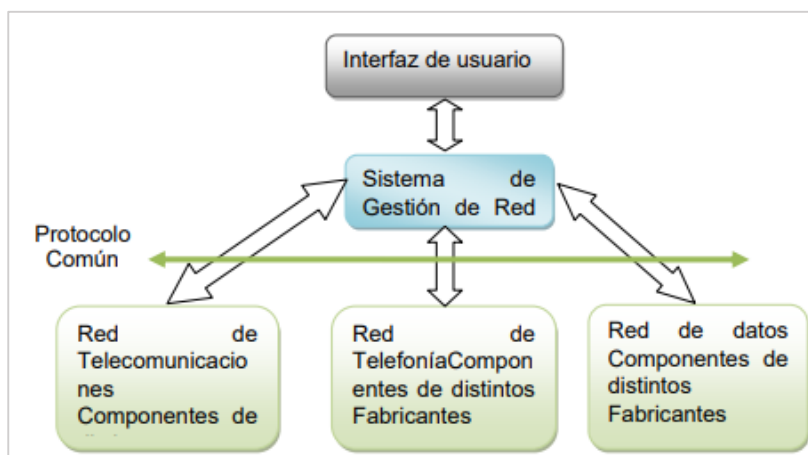 Interfaz de usuario
Sistema de
Gestión de Red
Protocolo
Común
Red de
Telecomunicacio
nes
Componentes de
Red de
TelefoníaCompon
entes de distintos
Fabricantes
Red de datos
Componentes de
distintos
Fabricantes